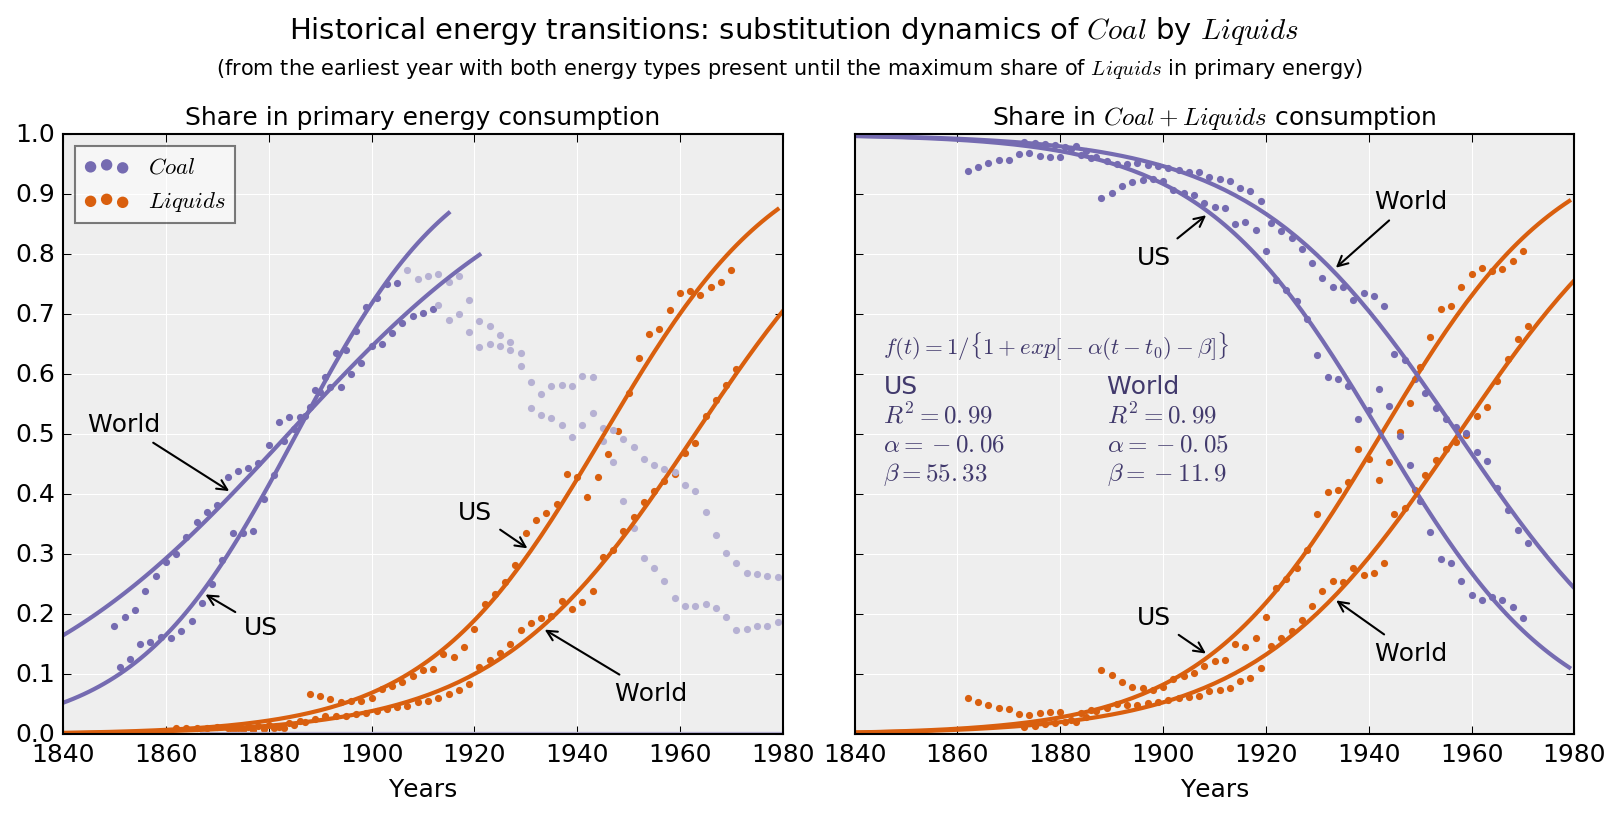 Historical energy transitions: substitution dynamics of Coal by Liquids
(from the earliest year with both energy types present until the maximum share of Liquids in primary energy)
Share in primary energy consumption
1.0
0.9
0.8
0.7
0.6
0.5
0.4
0.3
0.2
0.1
0.0
Coal
Liquids
World
US
US
World
1840 1860 1880 1900 1920 1940 1960 1980
Years
Share in Coal + Liquids consumption
World
US
f(t) = 1/{1 + exp[−α(t − t₀) − β]}
US World
R² = 0.99 R² = 0.99
α = −0.06 α = −0.05
β = 55.33 β = −11.9
US
World
1840 1860 1880 1900 1920 1940 1960 1980
Years